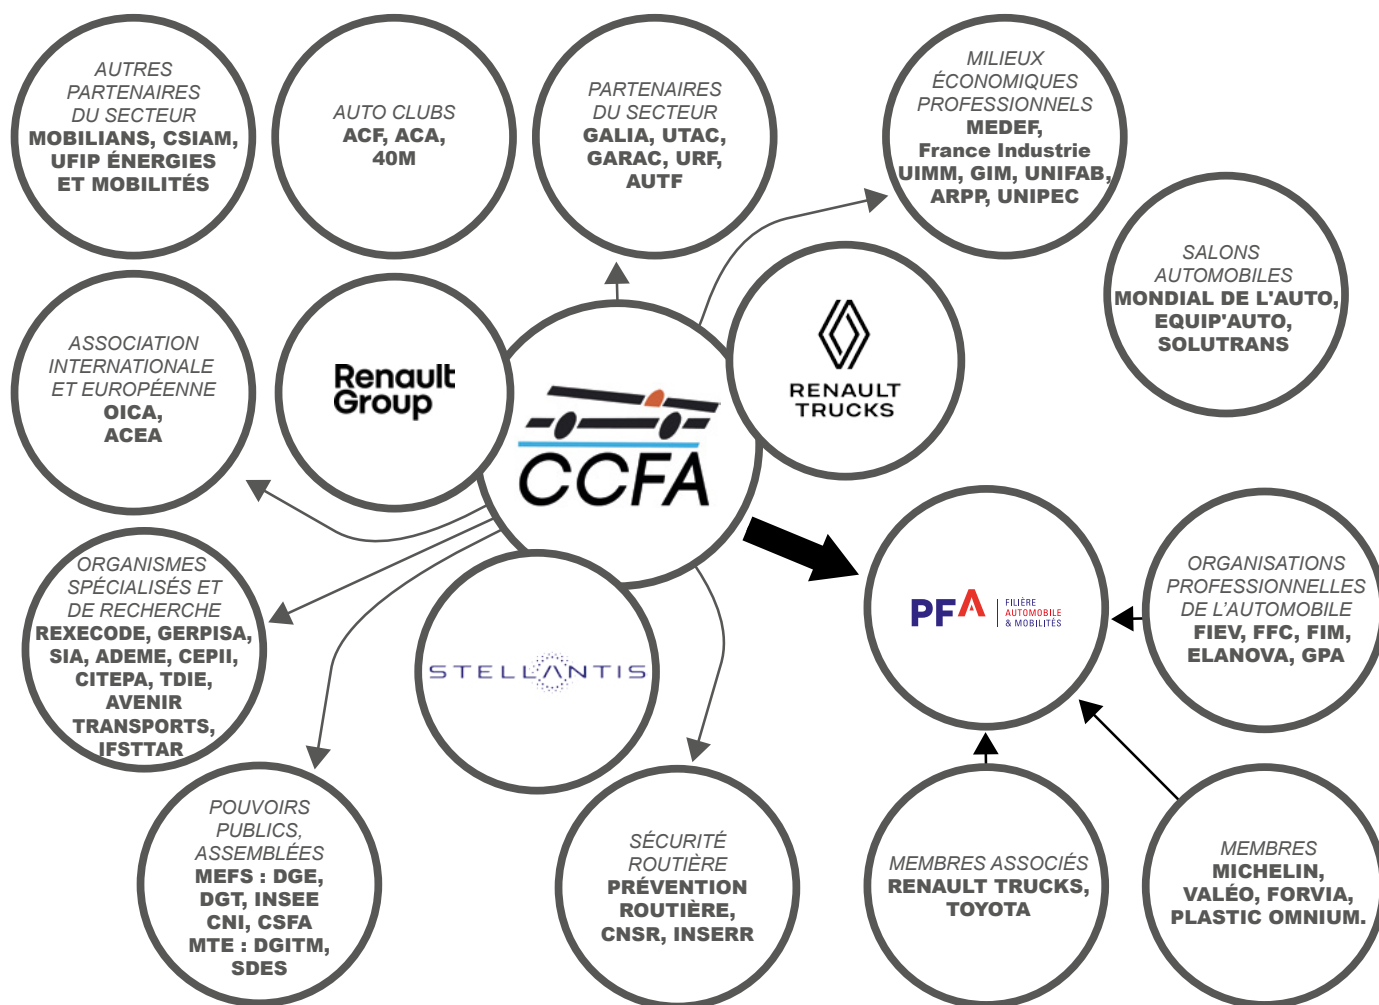 AUTRES
PARTENAIRES
DU SECTEUR
MOBILIANS, CSIAM,
UFIP ÉNERGIES
ET MOBILITÉS
AUTO CLUBS
ACF, ACA,
40M
PARTENAIRES
DU SECTEUR
GALIA, UTAC,
GARAC, URF,
AUTF
MILIEUX
ÉCONOMIQUES
PROFESSIONNELS
MEDEF,
France Industrie
UIMM, GIM, UNIFAB,
ARPP, UNIPEC
SALONS
AUTOMOBILES
MONDIAL DE L'AUTO,
EQUIP'AUTO,
SOLUTRANS
ASSOCIATION
INTERNATIONALE
ET EUROPÉENNE
OICA,
ACEA
Renault
Group
CCFA
RENAULT
TRUCKS
ORGANISMES
SPÉCIALISÉS ET
DE RECHERCHE
REXECODE, GERPISA,
SIA, ADEME, CEPII,
CITEPA, TDIE,
AVENIR
TRANSPORTS,
IFSTTAR
STELLANTIS
PFA
FILIÈRE
AUTOMOBILE
& MOBILITÉS
ORGANISATIONS
PROFESSIONNELLES
DE L’AUTOMOBILE
FIEV, FFC, FIM,
ELANOVA, GPA
POUVOIRS
PUBLICS,
ASSEMBLÉES
MEFS : DGE,
DGT, INSEE
CNI, CSFA
MTE : DGITM,
SDES
SÉCURITÉ
ROUTIÈRE
PRÉVENTION
ROUTIÈRE,
CNSR, INSERR
MEMBRES ASSOCIÉS
RENAULT TRUCKS,
TOYOTA
MEMBRES
MICHELIN,
VALÉO, FORVIA,
PLASTIC OMNIUM.